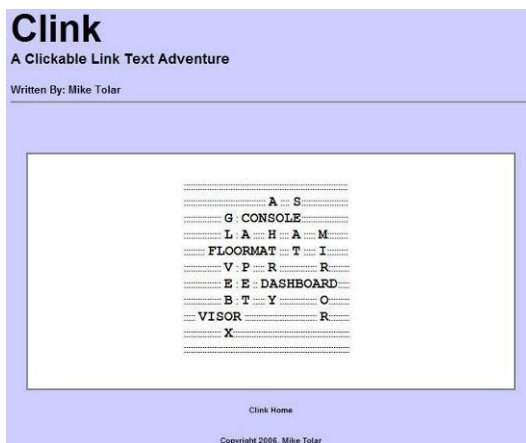 Clink
A Clickable Link Text Adventure
Written By: Mike Tolar
A S
G CONSOLE
L A H A M
FLOORMAT T I
V P R R
E E DASHBOARD
B T Y O
VISOR R
X
Clink Home
Copyright 2006, Mike Tolar